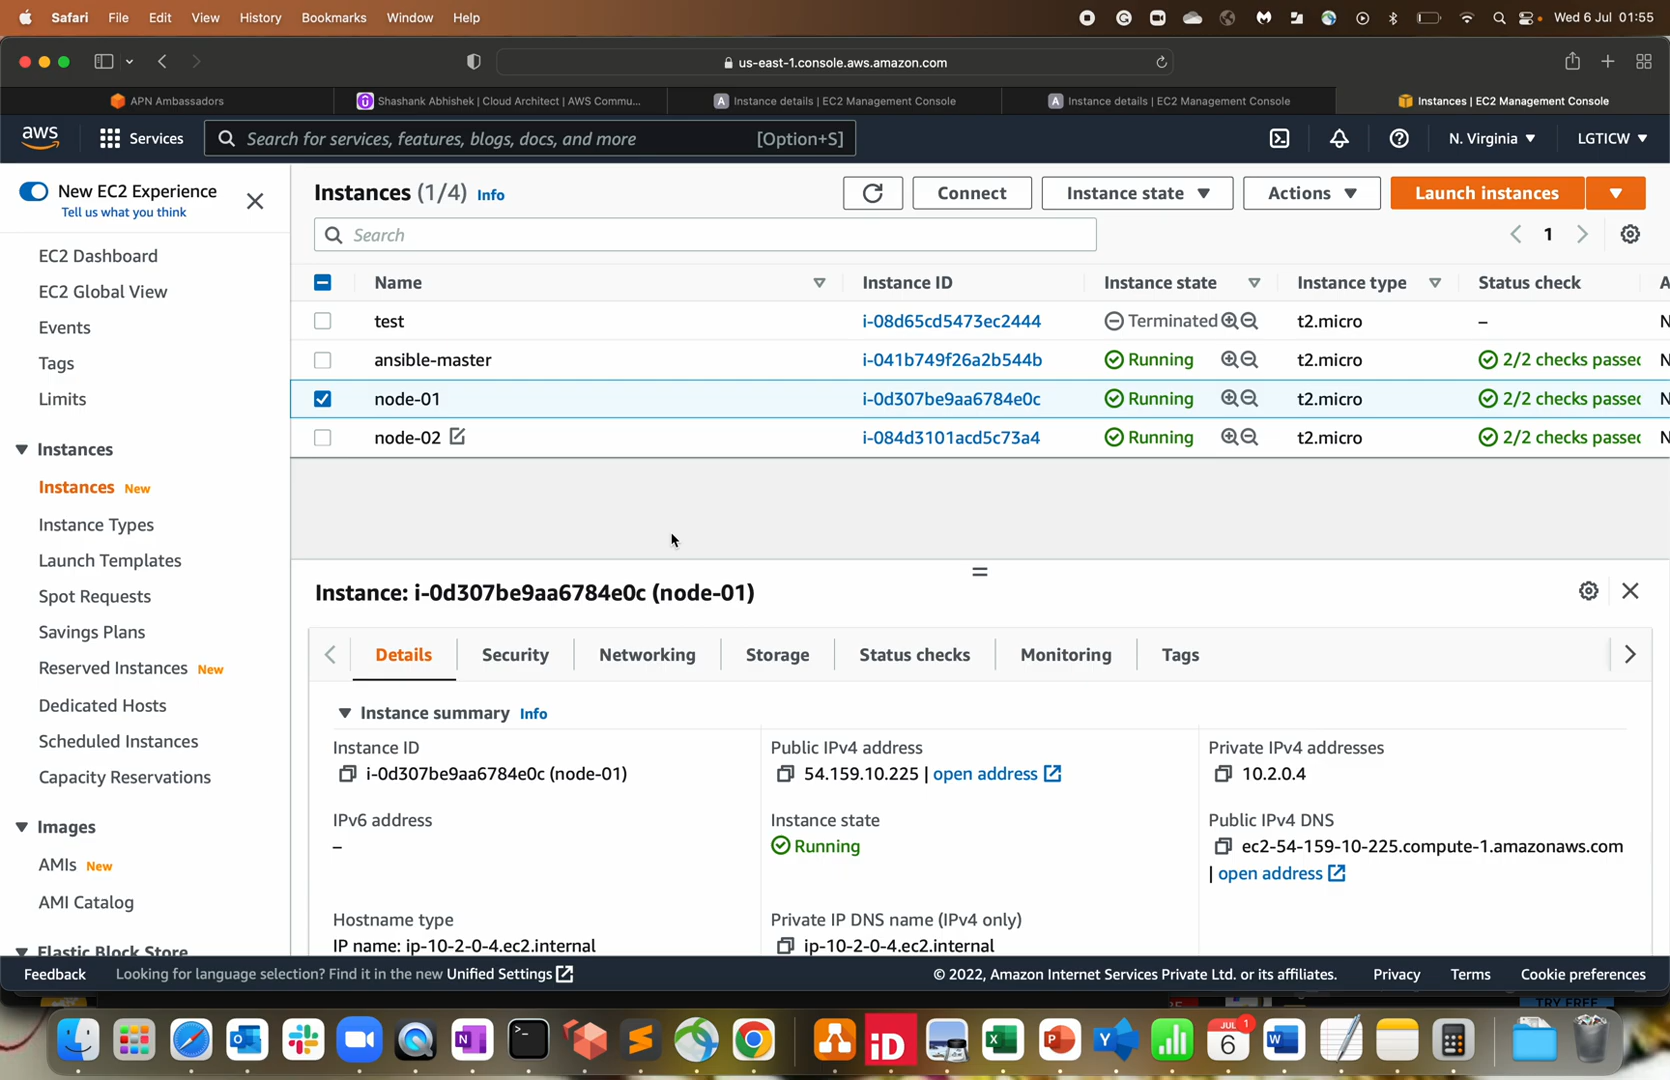 Safari File Edit View History Bookmarks Window Help Wed 6 Jul 01:55
us-east-1.console.aws.amazon.com
APN Ambassadors Shashank Abhishek | Cloud Architect | AWS Commu... Instance details | EC2 Management Console Instance details | EC2 Management Console Instances | EC2 Management Console
aws Services Search for services, features, blogs, docs, and more [Option+S] N. Virginia LGTICW
New EC2 Experience
Tell us what you think
EC2 Dashboard
EC2 Global View
Events
Tags
Limits
Instances
Instances New
Instance Types
Launch Templates
Spot Requests
Savings Plans
Reserved Instances New
Dedicated Hosts
Scheduled Instances
Capacity Reservations
Images
AMIs New
AMI Catalog
Elastic Block Store
Instances (1/4) Info Connect Instance state Actions Launch instances
Search 1
Name Instance ID Instance state Instance type Status check A
test i-08d65cd5473ec2444 Terminated t2.micro – N
ansible-master i-041b749f26a2b544b Running t2.micro 2/2 checks passed N
node-01 i-0d307be9aa6784e0c Running t2.micro 2/2 checks passed N
node-02 i-084d3101acd5c73a4 Running t2.micro 2/2 checks passed N
Instance: i-0d307be9aa6784e0c (node-01)
Details Security Networking Storage Status checks Monitoring Tags
Instance summary Info
Instance ID Public IPv4 address Private IPv4 addresses
i-0d307be9aa6784e0c (node-01) 54.159.10.225 | open address 10.2.0.4
IPv6 address Instance state Public IPv4 DNS
– Running ec2-54-159-10-225.compute-1.amazonaws.com
| open address
Hostname type Private IP DNS name (IPv4 only)
IP name: ip-10-2-0-4.ec2.internal ip-10-2-0-4.ec2.internal
Feedback Looking for language selection? Find it in the new Unified Settings © 2022, Amazon Internet Services Private Ltd. or its affiliates. Privacy Terms Cookie preferences
TRY FREE
JUL 1
6
iD